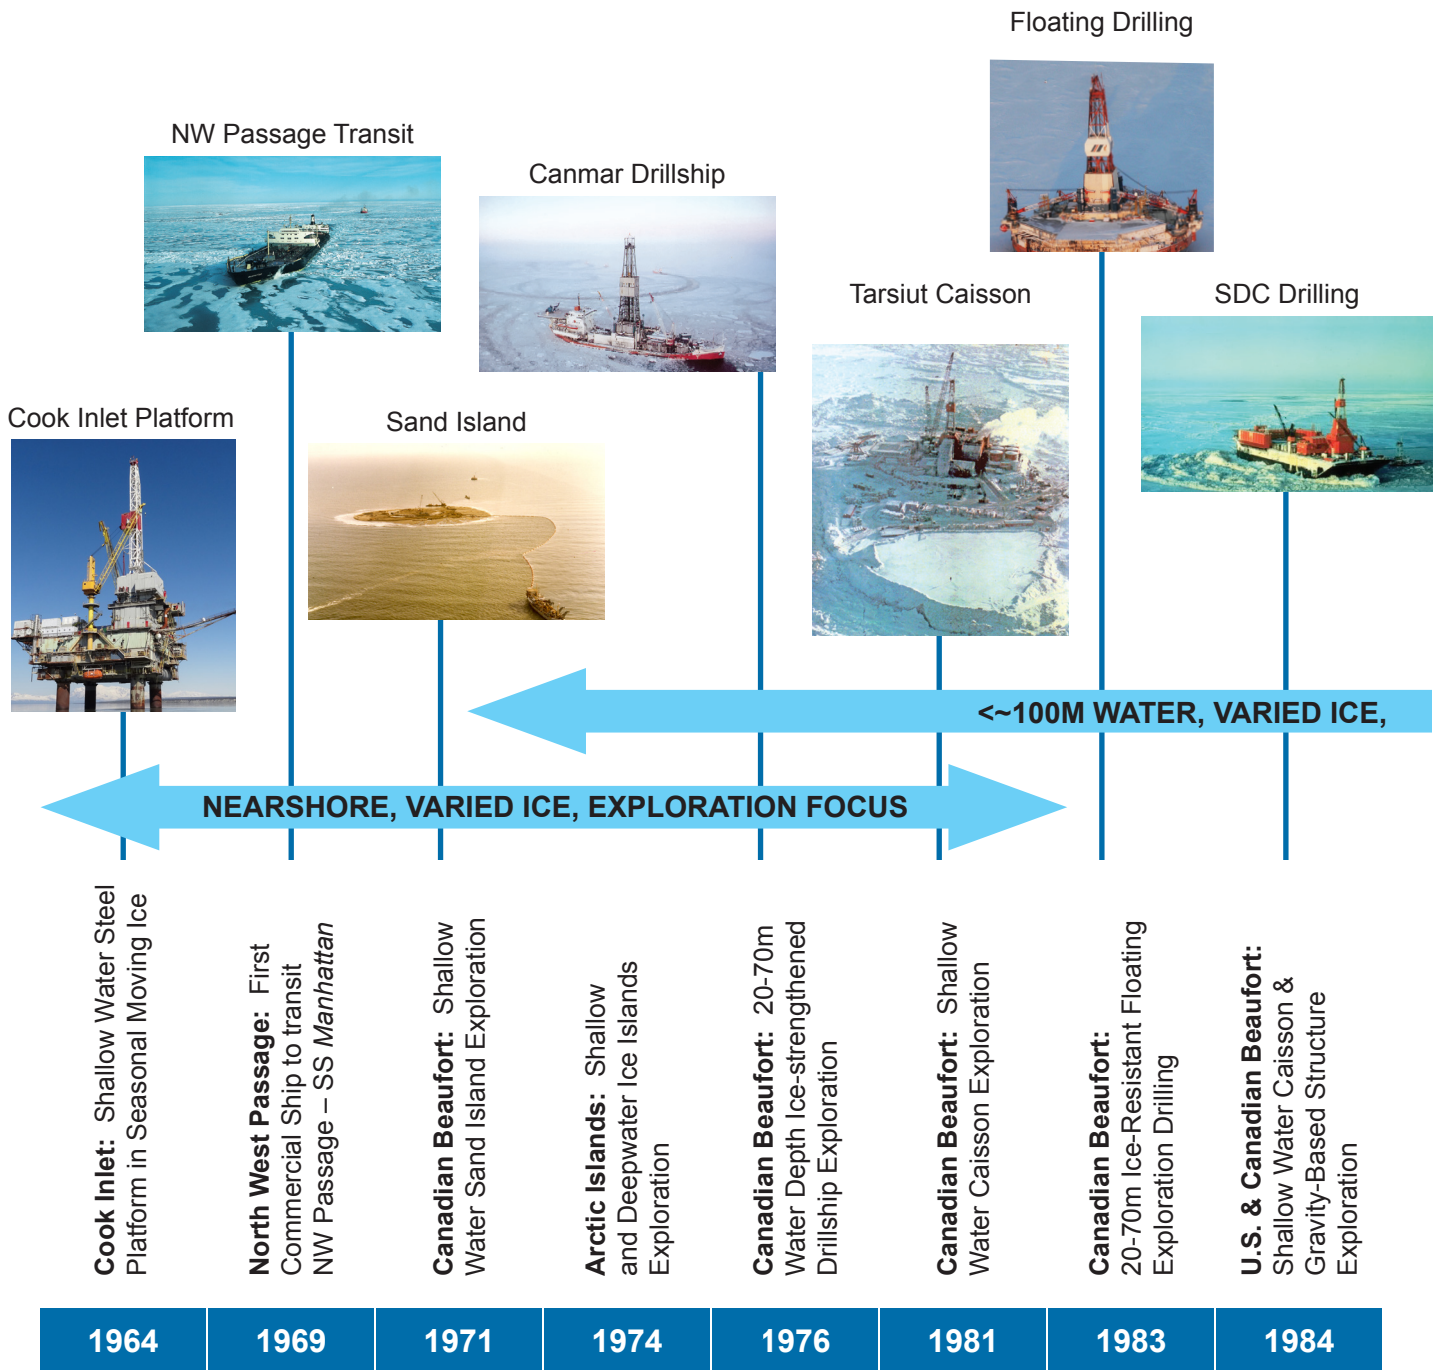 Floating Drilling
NW Passage Transit
Canmar Drillship
Tarsiut Caisson
SDC Drilling
Cook Inlet Platform
Sand Island
<~100M WATER, VARIED ICE,
NEARSHORE, VARIED ICE, EXPLORATION FOCUS
Cook Inlet: Shallow Water Steel
Platform in Seasonal Moving Ice
North West Passage: First
Commercial Ship to transit
NW Passage – SS Manhattan
Canadian Beaufort: Shallow
Water Sand Island Exploration
Arctic Islands: Shallow
and Deepwater Ice Islands
Exploration
Canadian Beaufort: 20-70m
Water Depth Ice-strengthened
Drillship Exploration
Canadian Beaufort: Shallow
Water Caisson Exploration
Canadian Beaufort:
20-70m Ice-Resistant Floating
Exploration Drilling
U.S. & Canadian Beaufort:
Shallow Water Caisson &
Gravity-Based Structure
Exploration
1964
1969
1971
1974
1976
1981
1983
1984